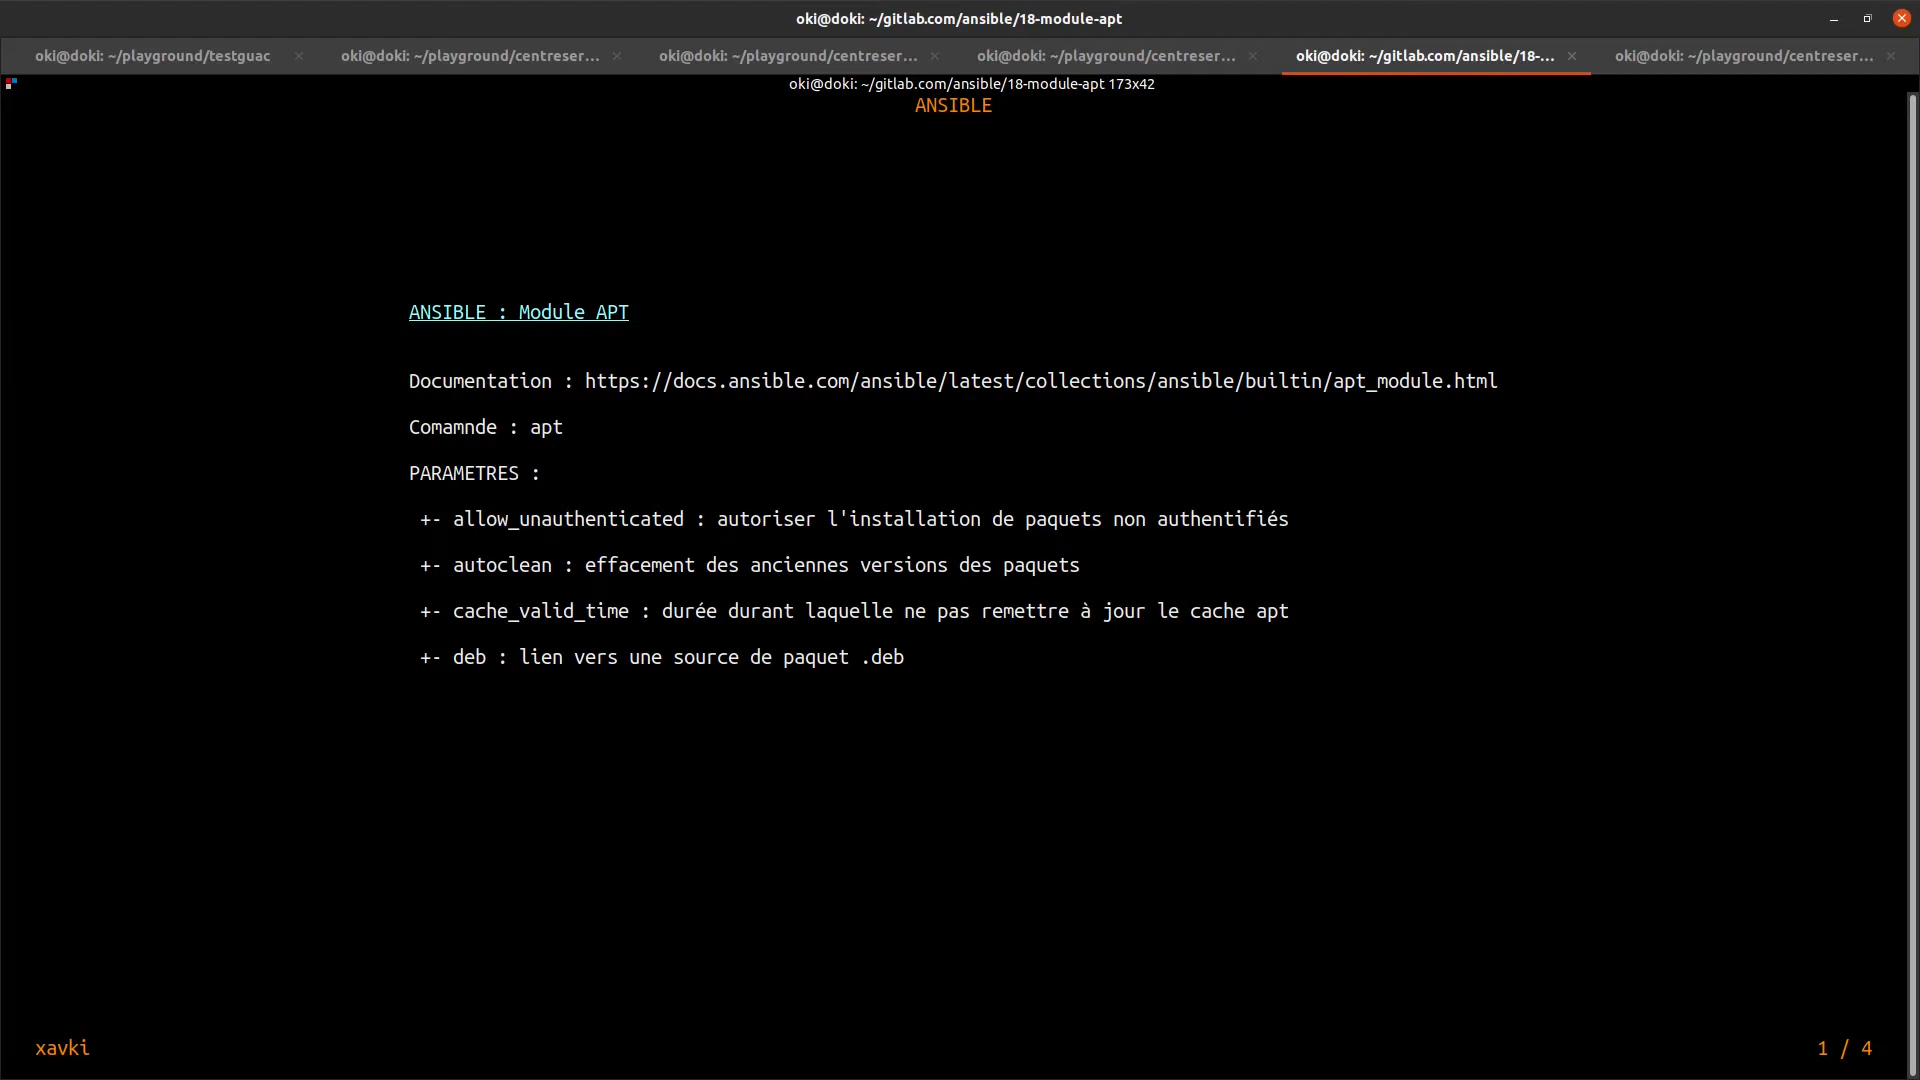 oki@doki: ~/gitlab.com/ansible/18-module-apt
oki@doki: ~/playground/testguac
oki@doki: ~/playground/centreser...
oki@doki: ~/playground/centreser...
oki@doki: ~/playground/centreser...
oki@doki: ~/gitlab.com/ansible/18-...
oki@doki: ~/playground/centreser...
oki@doki: ~/gitlab.com/ansible/18-module-apt 173x42
ANSIBLE
ANSIBLE : Module APT
Documentation : https://docs.ansible.com/ansible/latest/collections/ansible/builtin/apt_module.html
Comamnde : apt
PARAMETRES :
+- allow_unauthenticated : autoriser l'installation de paquets non authentifiés
+- autoclean : effacement des anciennes versions des paquets
+- cache_valid_time : durée durant laquelle ne pas remettre à jour le cache apt
+- deb : lien vers une source de paquet .deb
xavki
1 / 4